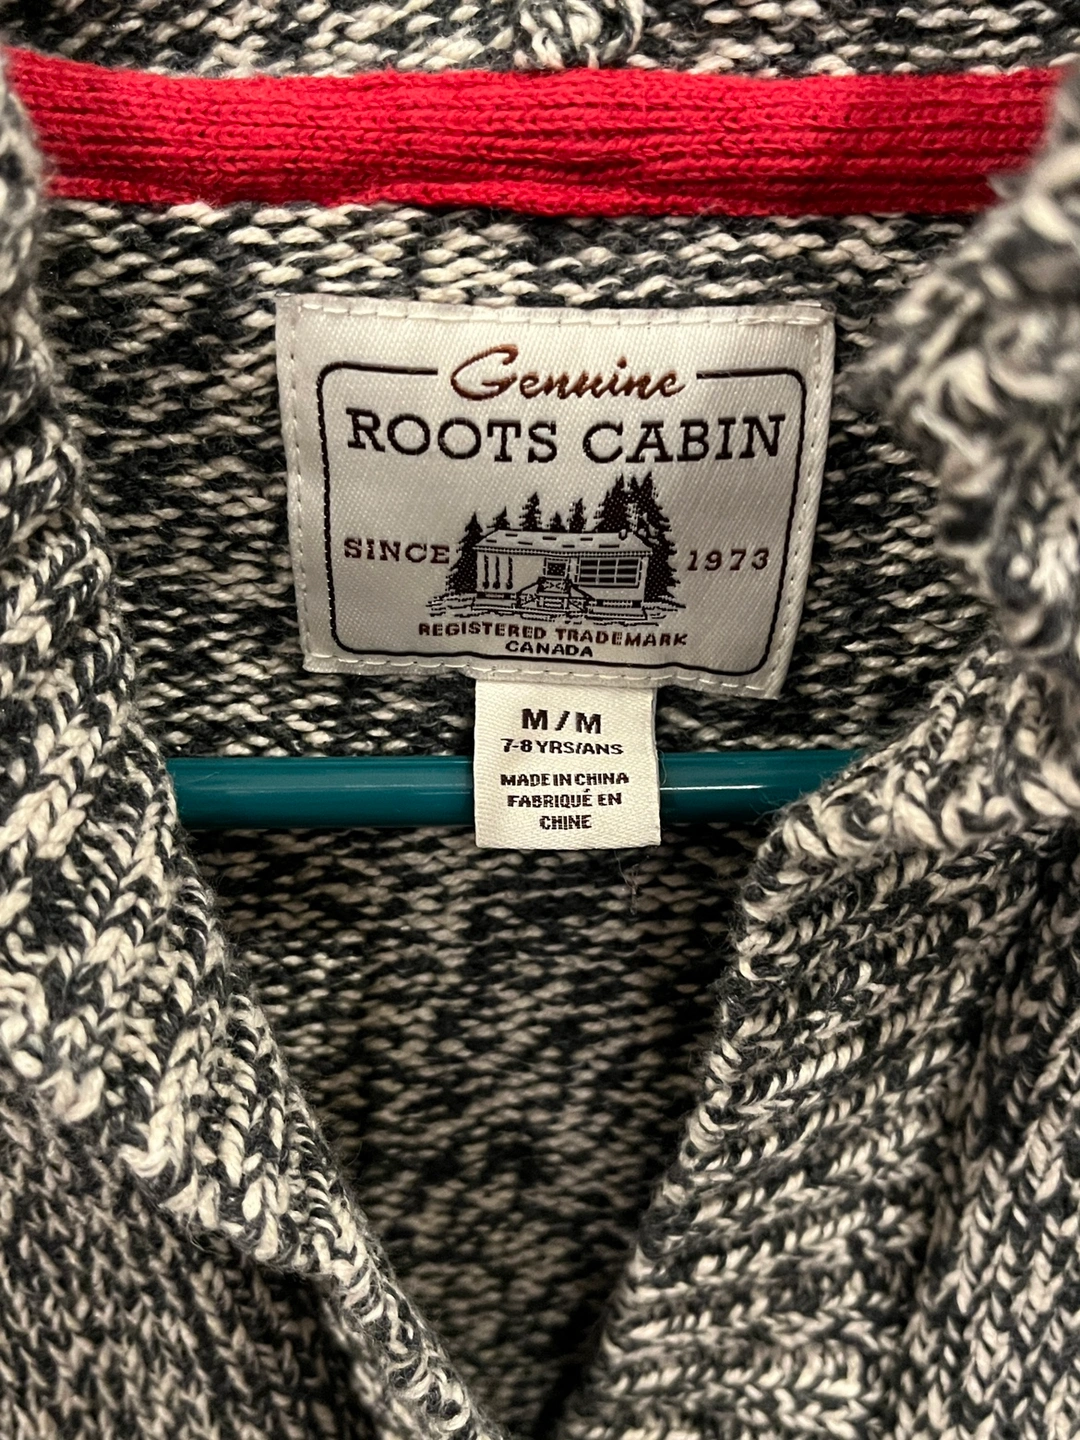 Genuine
ROOTS CABIN
SINCE 1973
REGISTERED TRADEMARK
CANADA
M/M
7-8 YRS/ANS
MADE IN CHINA
FABRIQUÉ EN
CHINE